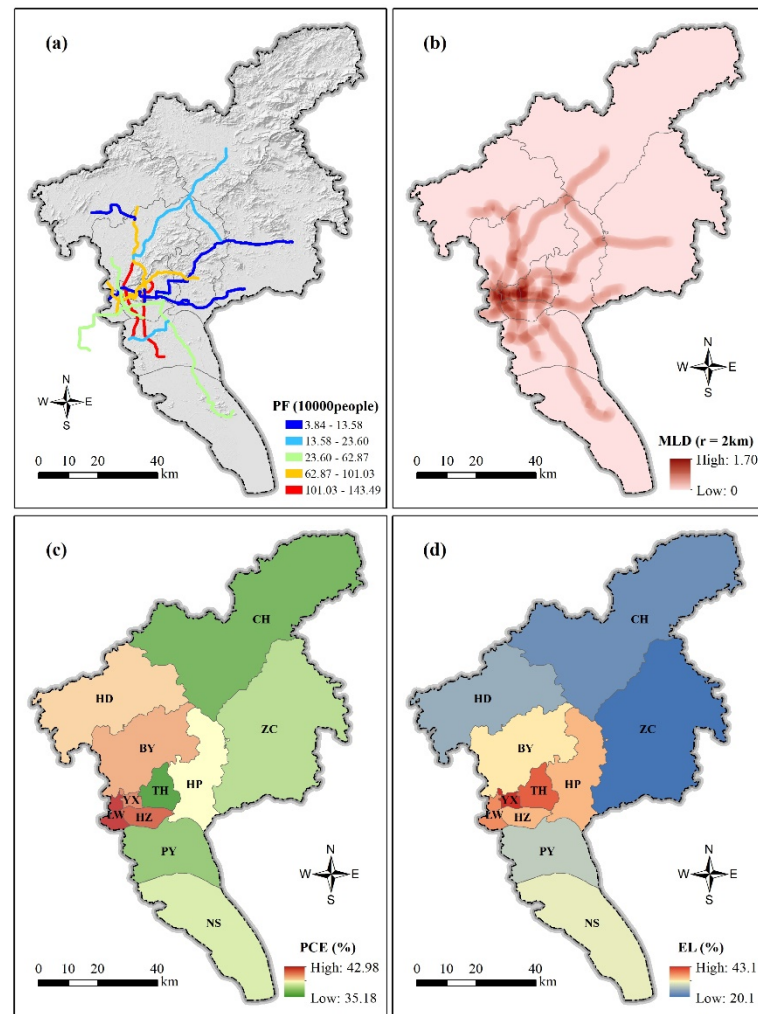 (a)
N
W E
S
0 10 20 40
km
PF (10000people)
3.84 - 13.58
13.58 - 23.60
23.60 - 62.87
62.87 - 101.03
101.03 - 143.49
(b)
N
W E
S
0 10 20 40
km
MLD (r = 2km)
High: 1.70
Low: 0
(c)
CH
HD
ZC
BY
HP
TH
YX
LW
HZ
PY
NS
N
W E
S
0 10 20 40
km
PCE (%)
High: 42.98
Low: 35.18
(d)
CH
HD
ZC
BY
HP
TH
YX
LW
HZ
PY
NS
N
W E
S
0 10 20 40
km
EL (%)
High: 43.1
Low: 20.1